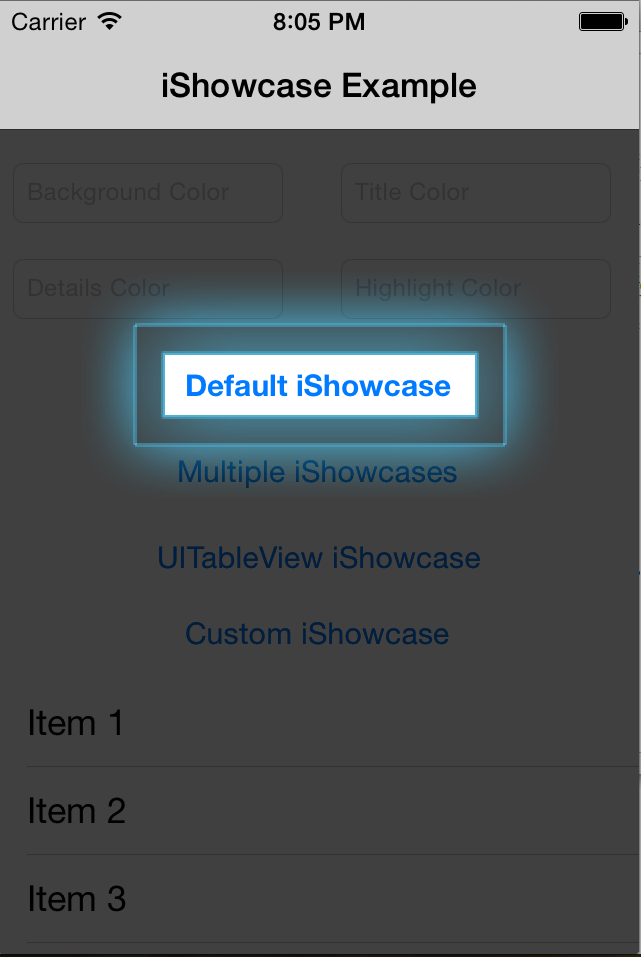 Carrier 8:05 PM
iShowcase Example
Background Color Title Color
Details Color Highlight Color
Default iShowcase
Multiple iShowcases
UITableView iShowcase
Custom iShowcase
Item 1
Item 2
Item 3